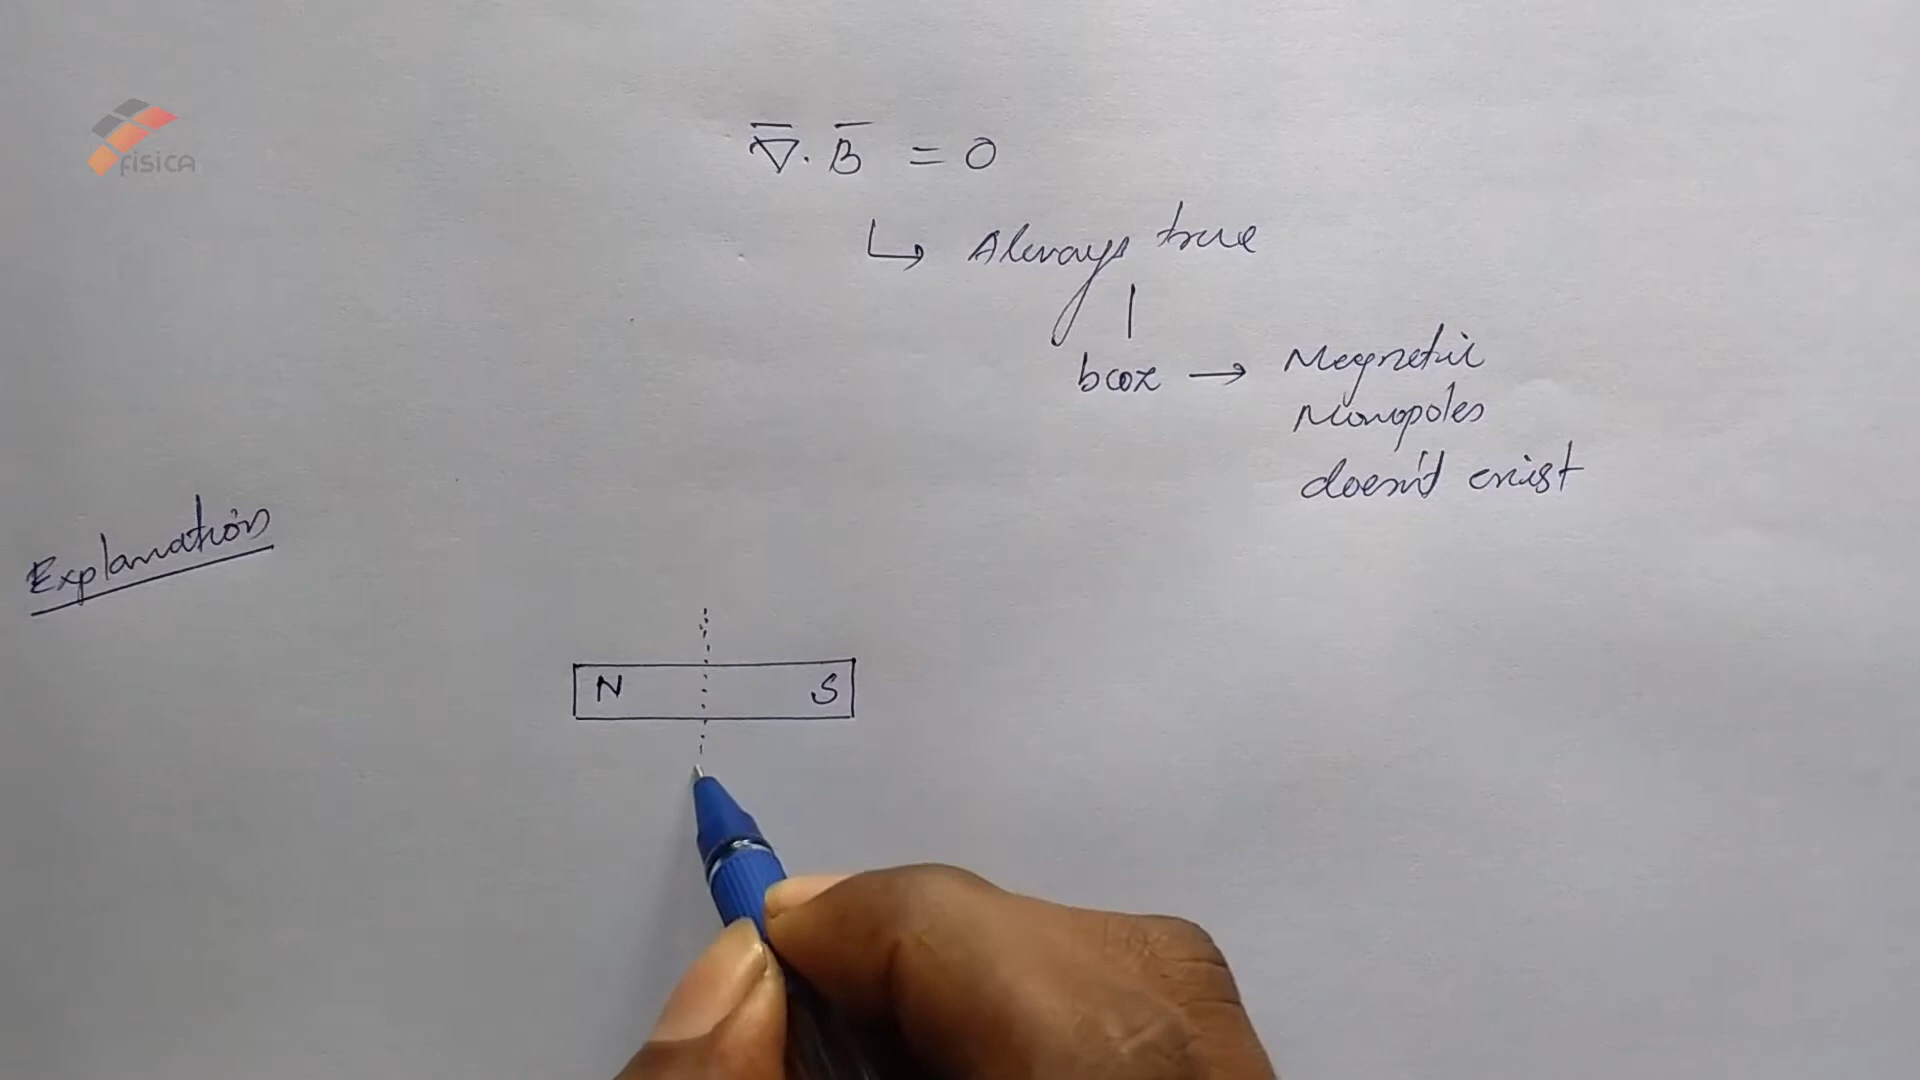 FISICA
∇̅ . B̅ = 0
↳ Always true
bcoz → Magnetic
Monopoles
doesn't exist
Explanation
N S